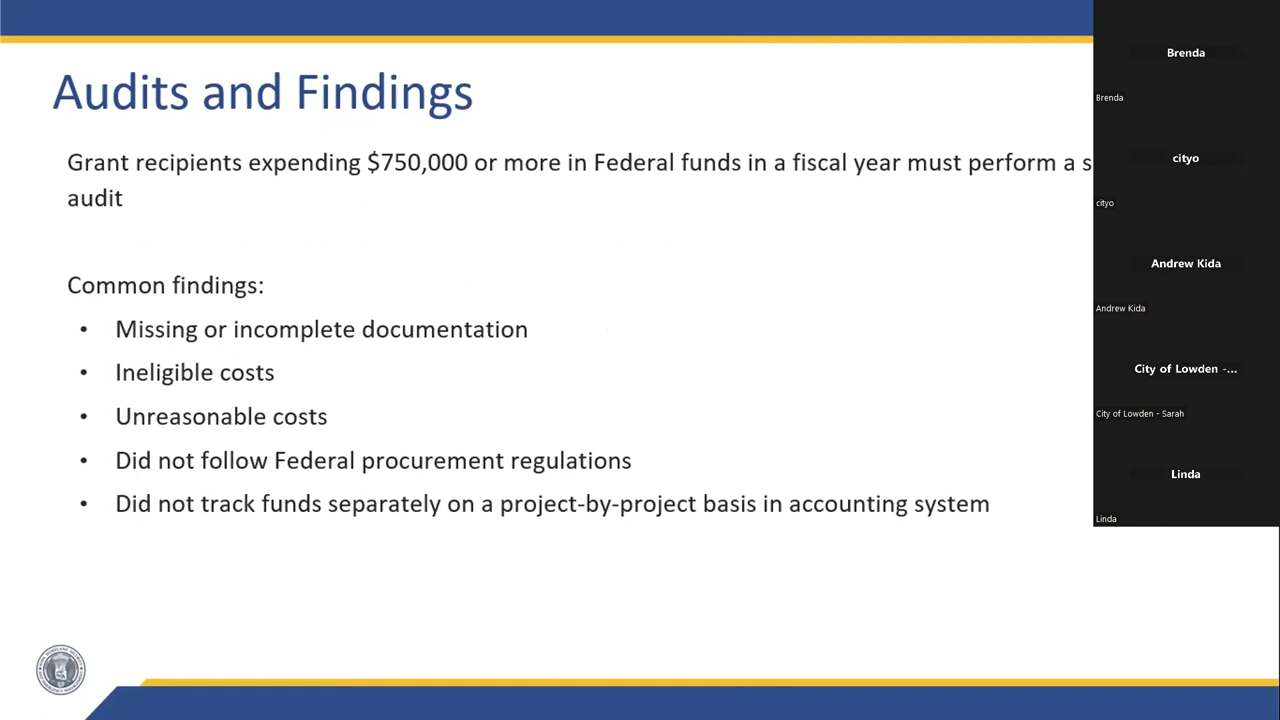 Audits and Findings
Grant recipients expending $750,000 or more in Federal funds in a fiscal year must perform a s
audit
Common findings:
• Missing or incomplete documentation
• Ineligible costs
• Unreasonable costs
• Did not follow Federal procurement regulations
• Did not track funds separately on a project-by-project basis in accounting system
Brenda
Brenda
cityo
cityo
Andrew Kida
Andrew Kida
City of Lowden -...
City of Lowden - Sarah
Linda
Linda